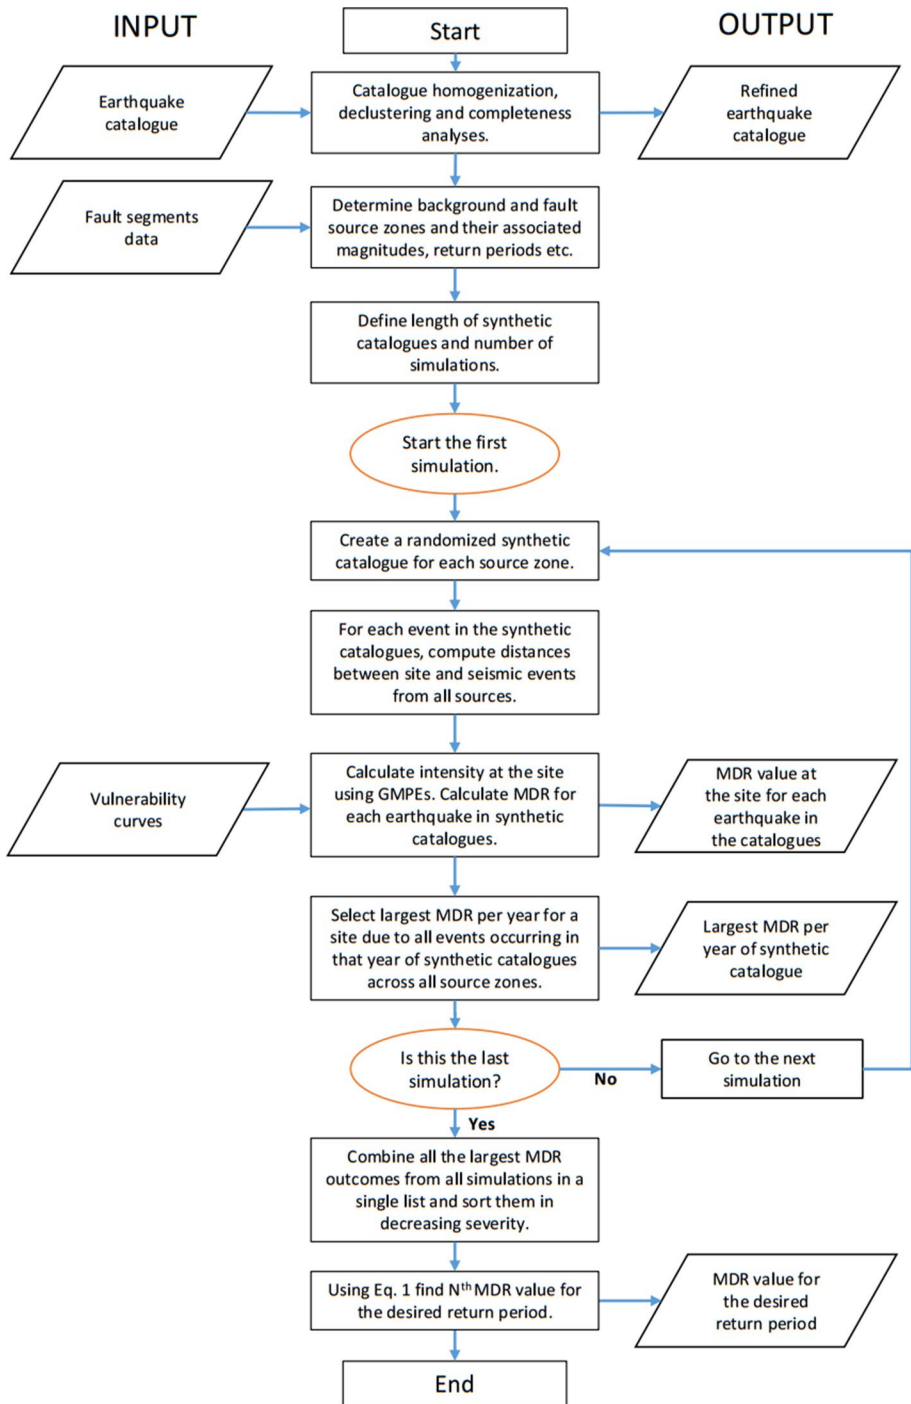 INPUT
Start
OUTPUT
Earthquake
catalogue
Catalogue homogenization,
declustering and completeness
analyses.
Refined
earthquake
catalogue
Fault segments
data
Determine background and fault
source zones and their associated
magnitudes, return periods etc.
Define length of synthetic
catalogues and number of
simulations.
Start the first
simulation.
Create a randomized synthetic
catalogue for each source zone.
For each event in the synthetic
catalogues, compute distances
between site and seismic events
from all sources.
Vulnerability
curves
Calculate intensity at the site
using GMPEs. Calculate MDR for
each earthquake in synthetic
catalogues.
MDR value at
the site for each
earthquake in
the catalogues
Select largest MDR per year for a
site due to all events occurring in
that year of synthetic catalogues
across all source zones.
Largest MDR per
year of synthetic
catalogue
Is this the last
simulation?
No
Go to the next
simulation
Yes
Combine all the largest MDR
outcomes from all simulations in a
single list and sort them in
decreasing severity.
Using Eq. 1 find Nth MDR value for
the desired return period.
MDR value for
the desired
return period
End